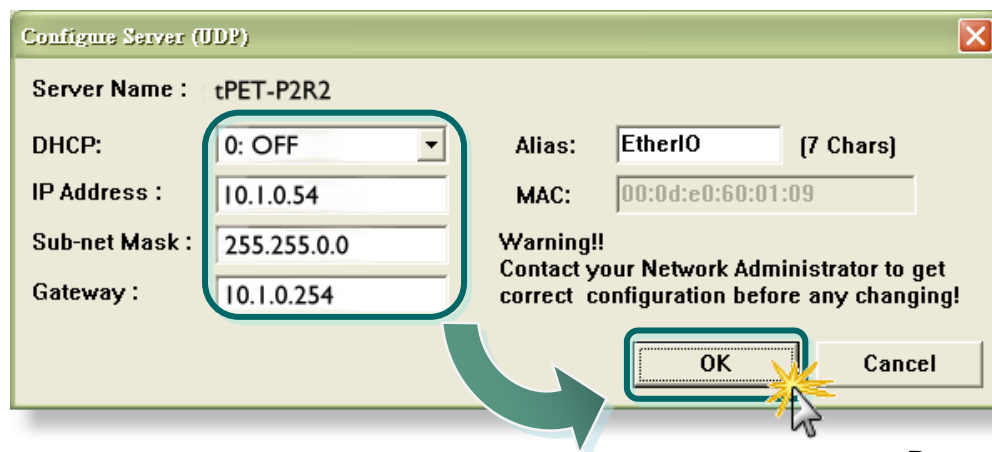 Configure Server (UDP)
Server Name : tPET-P2R2
DHCP: 0: OFF
Alias: EtherIO (7 Chars)
IP Address : 10.1.0.54
MAC: 00:0d:e0:60:01:09
Sub-net Mask : 255.255.0.0
Gateway : 10.1.0.254
Warning!!
Contact your Network Administrator to get
correct configuration before any changing!
OK
Cancel